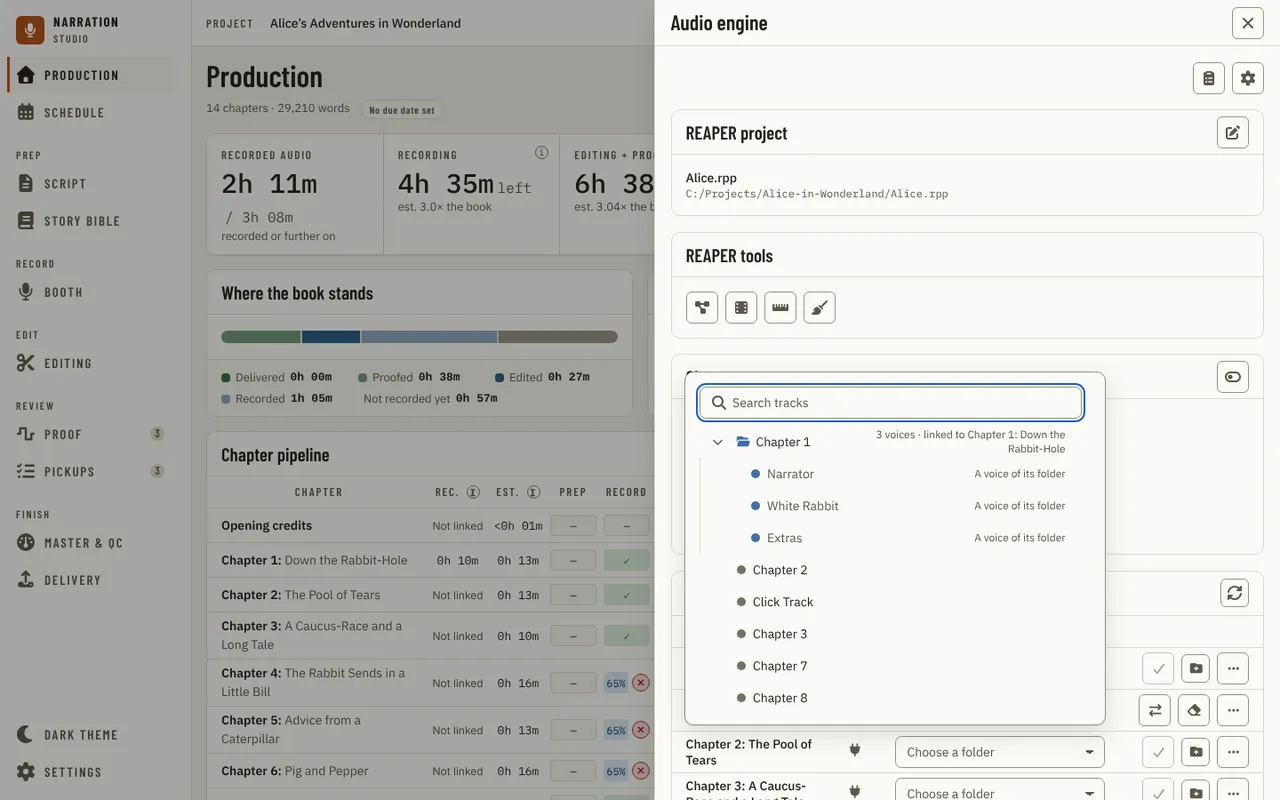 NARRATION
STUDIO
PRODUCTION
SCHEDULE
PREP
SCRIPT
STORY BIBLE
RECORD
BOOTH
EDIT
EDITING
REVIEW
PROOF 3
PICKUPS 3
FINISH
MASTER & QC
DELIVERY
DARK THEME
SETTINGS
PROJECT Alice's Adventures in Wonderland
Production
14 chapters · 29,210 words No due date set
RECORDED AUDIO
2h 11m
/ 3h 08m
recorded or further on
RECORDING
4h 35m left
est. 3.0× the book
EDITING + PRO
6h 38
est. 3.04× the b
Where the book stands
Delivered 0h 00m Proofed 0h 38m Edited 0h 27m
Recorded 1h 05m Not recorded yet 0h 57m
Chapter pipeline
CHAPTER REC. EST. PREP RECORD
Opening credits Not linked <0h 01m – –
Chapter 1: Down the Rabbit-Hole 0h 10m 0h 13m – ✓
Chapter 2: The Pool of Tears Not linked 0h 13m – ✓
Chapter 3: A Caucus-Race and a
Long Tale Not linked 0h 10m – ✓
Chapter 4: The Rabbit Sends in a
Little Bill Not linked 0h 16m – 65%
Chapter 5: Advice from a
Caterpillar Not linked 0h 13m – 65%
Chapter 6: Pig and Pepper Not linked 0h 16m – 65%
Audio engine
REAPER project
Alice.rpp
C:/Projects/Alice-in-Wonderland/Alice.rpp
REAPER tools
Search tracks
Chapter 1 3 voices · linked to Chapter 1: Down the
Rabbit-Hole
Narrator A voice of its folder
White Rabbit A voice of its folder
Extras A voice of its folder
Chapter 2
Click Track
Chapter 3
Chapter 7
Chapter 8
Chapter 2: The Pool of
Tears Choose a folder
Chapter 3: A Caucus-
Race and a Long Tale Choose a folder